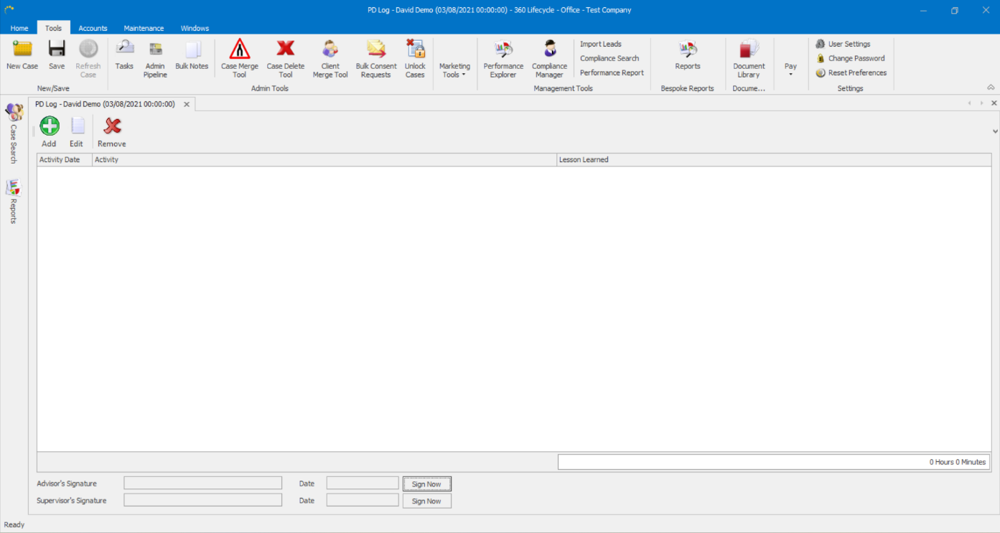 PD Log - David Demo (03/08/2021 00:00:00) - 360 Lifecycle - Office - Test Company
Home Tools Accounts Maintenance Windows
New Case
Save
Refresh
Case
New/Save
Tasks
Admin
Pipeline
Bulk Notes
Case Merge
Tool
Case Delete
Tool
Client
Merge Tool
Bulk Consent
Requests
Unlock
Cases
Admin Tools
Marketing
Tools
Performance
Explorer
Compliance
Manager
Import Leads
Compliance Search
Performance Report
Management Tools
Reports
Bespoke Reports
Document
Library
Docume...
Pay
User Settings
Change Password
Reset Preferences
Settings
Case Search
Reports
PD Log - David Demo (03/08/2021 00:00:00)
Add Edit Remove
Activity Date Activity Lesson Learned
0 Hours 0 Minutes
Advisor's Signature Date Sign Now
Supervisor's Signature Date Sign Now
Ready